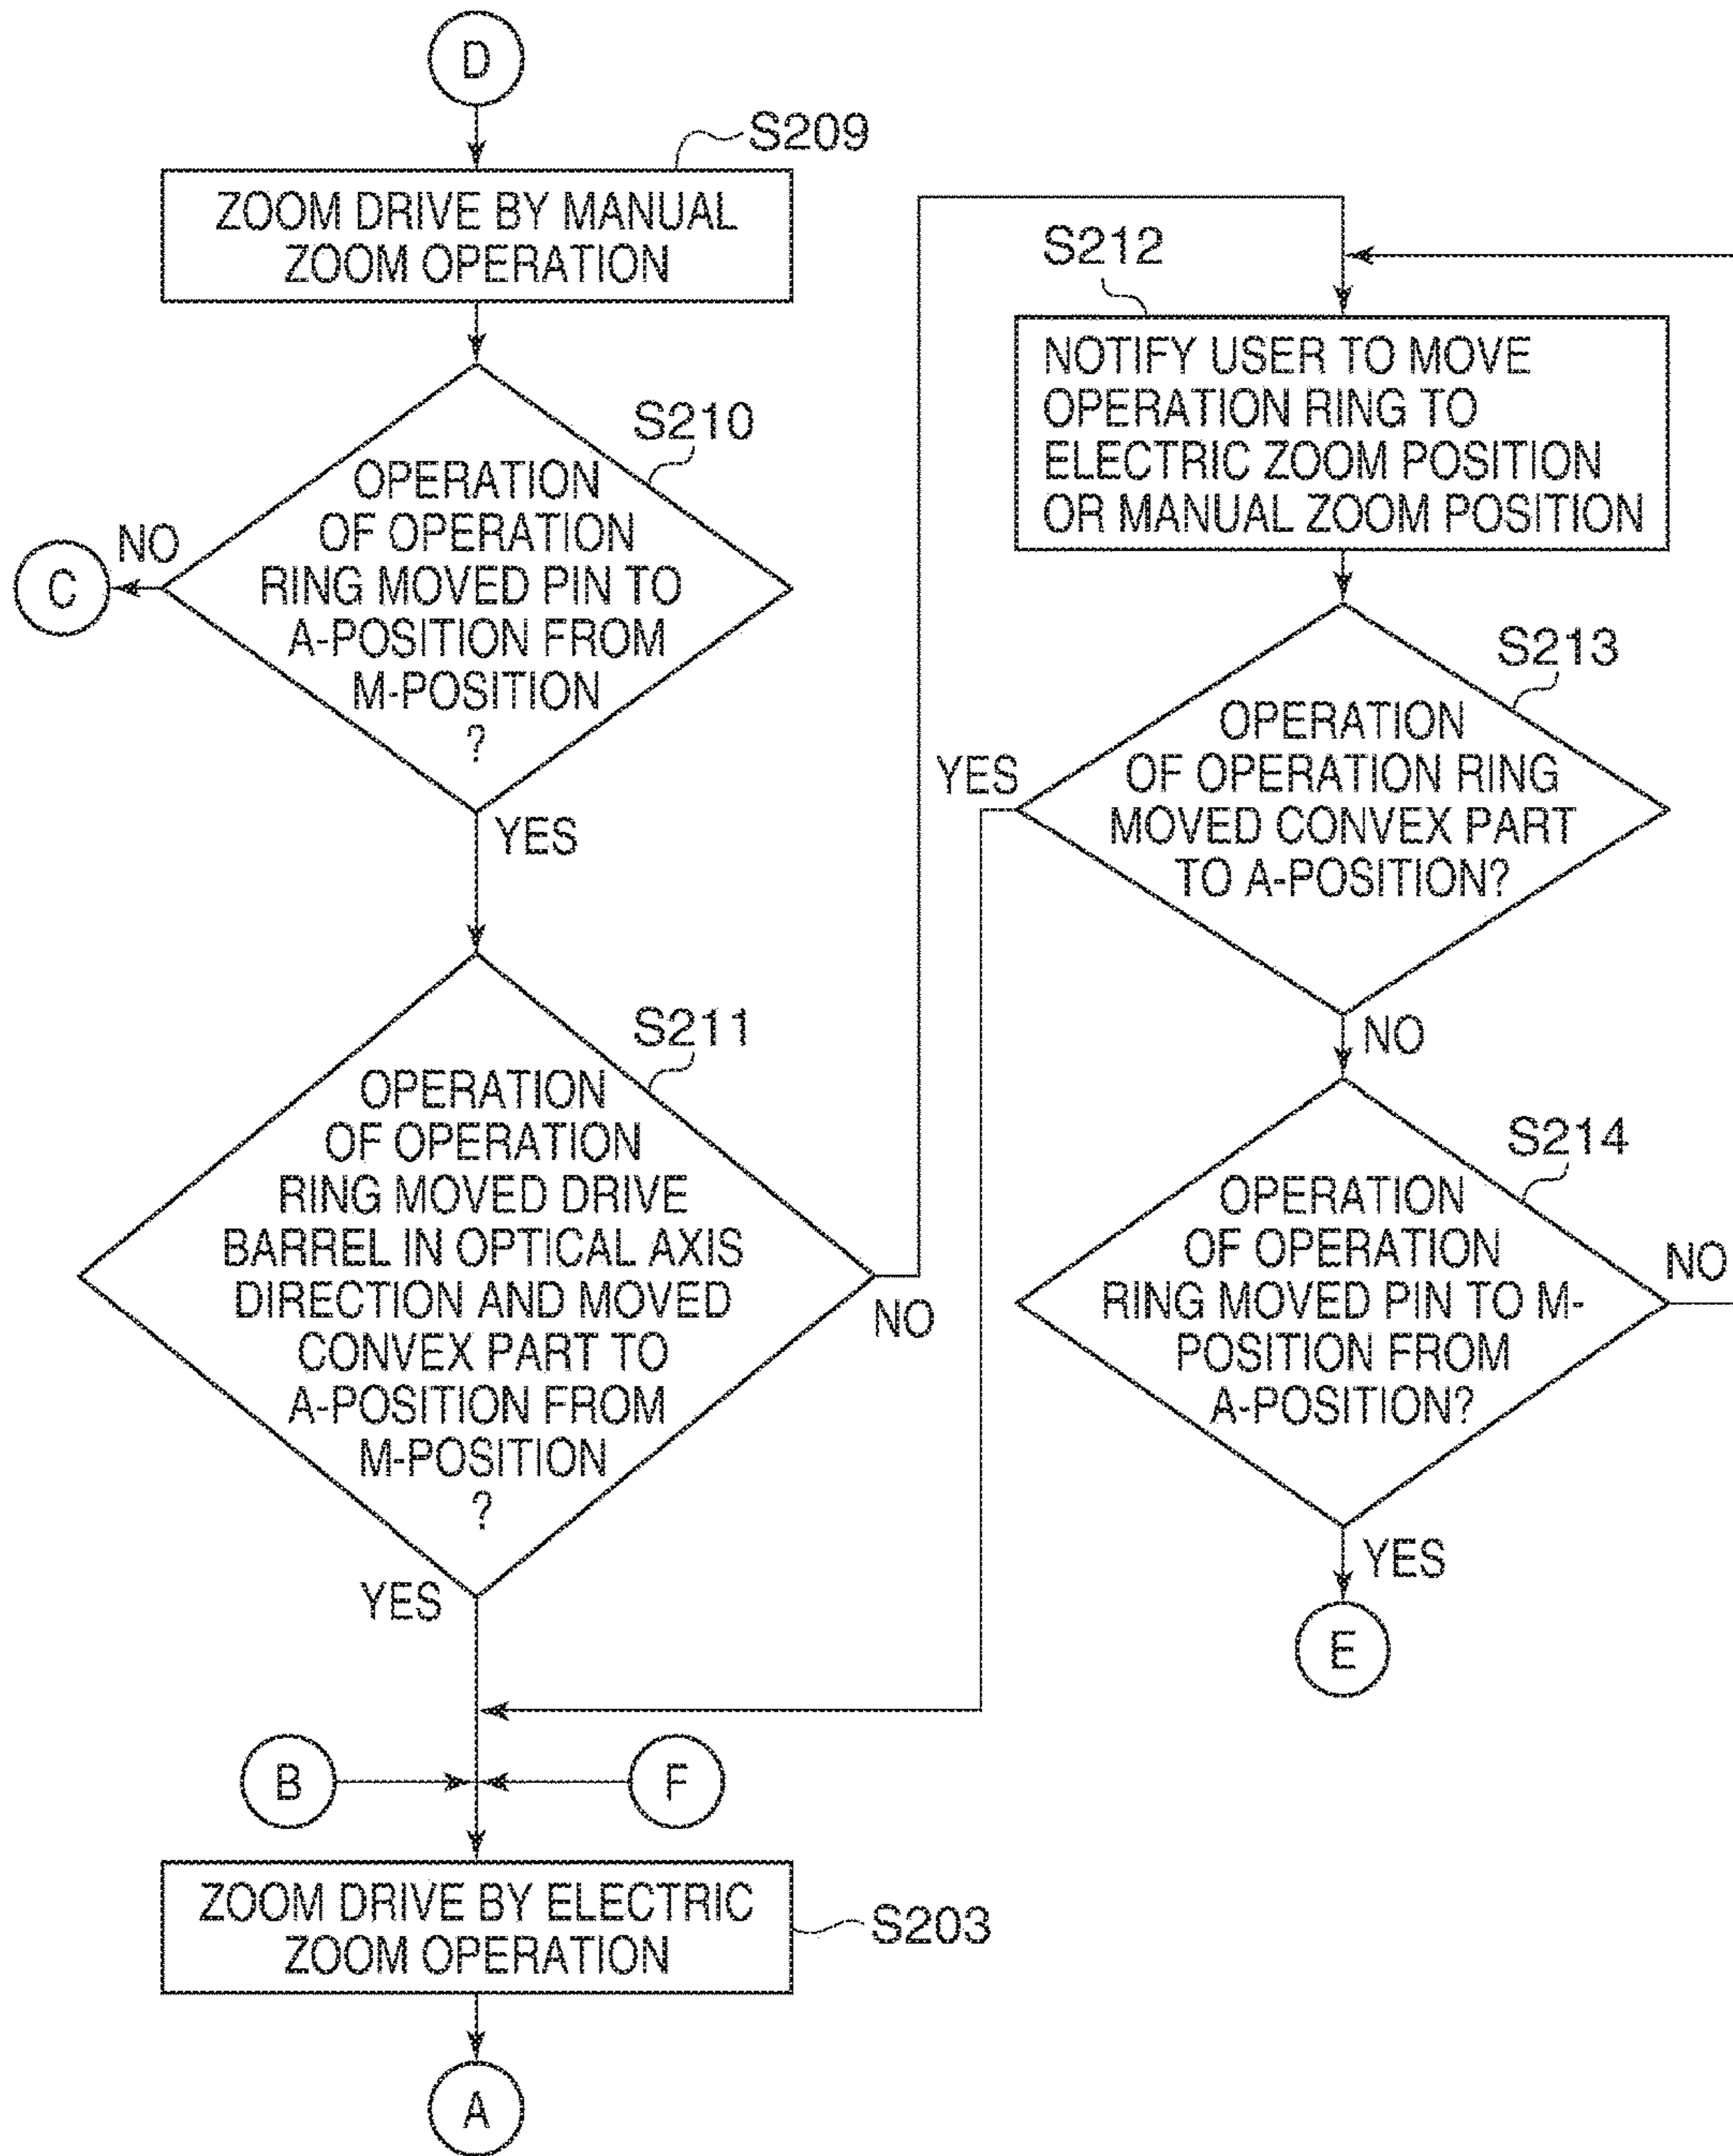 D
S209
ZOOM DRIVE BY MANUAL
ZOOM OPERATION
S210
OPERATION
OF OPERATION
RING MOVED PIN TO
A-POSITION FROM
M-POSITION
?
NO
C
YES
S211
OPERATION
OF OPERATION
RING MOVED DRIVE
BARREL IN OPTICAL AXIS
DIRECTION AND MOVED
CONVEX PART TO
A-POSITION FROM
M-POSITION
?
NO
YES
B
F
ZOOM DRIVE BY ELECTRIC
ZOOM OPERATION
S203
A
S212
NOTIFY USER TO MOVE
OPERATION RING TO
ELECTRIC ZOOM POSITION
OR MANUAL ZOOM POSITION
S213
OPERATION
OF OPERATION RING
MOVED CONVEX PART
TO A-POSITION?
YES
NO
S214
OPERATION
OF OPERATION
RING MOVED PIN TO M-
POSITION FROM
A-POSITION?
NO
YES
E